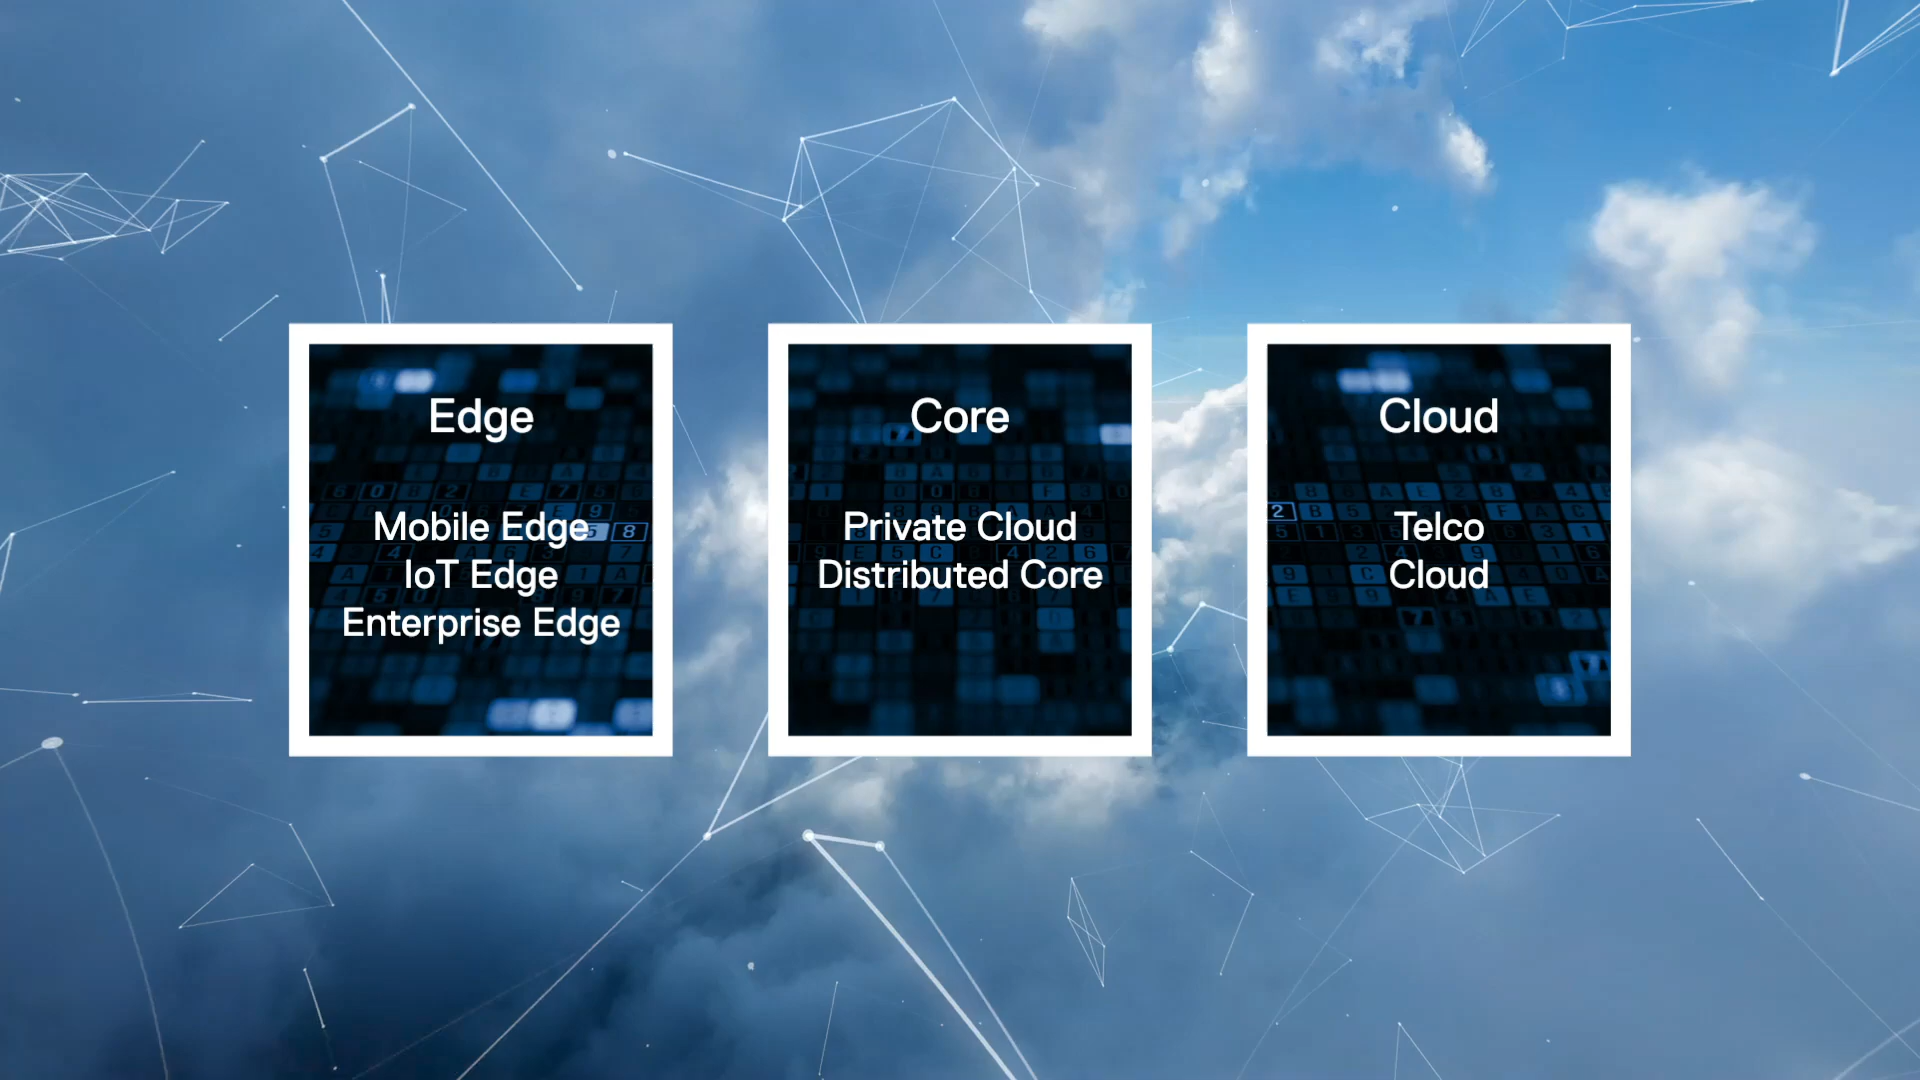 Edge
Mobile Edge
IoT Edge
Enterprise Edge
Core
Private Cloud
Distributed Core
Cloud
Telco
Cloud